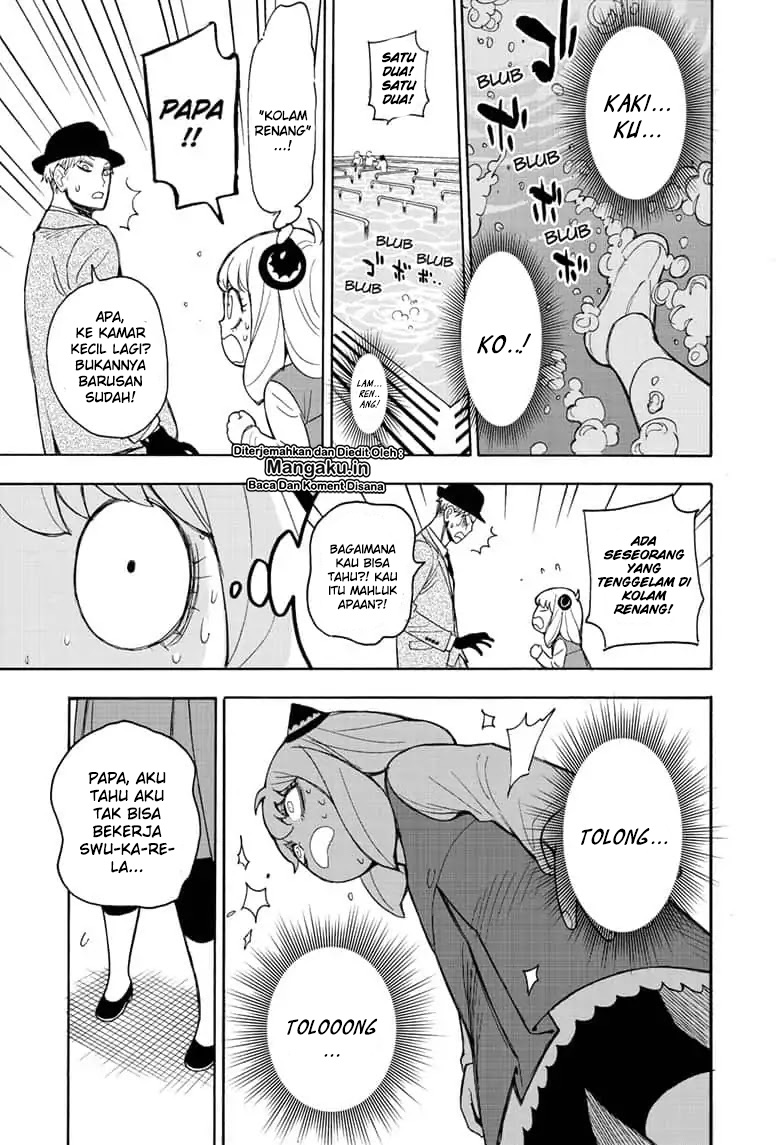 KAKI...
KU...
BLUB
BLUB
BLUB
BLUB
KO...!
SATU
DUA!
SATU
DUA!
BLUB
BLUB
BLUB
LAM...
REN..
ANG!
"KOLAM
RENANG"
...!
PAPA
!!
APA,
KE KAMAR
KECIL LAGI?
BUKANNYA
BARUSAN
SUDAH!
Diterjemahkan dan Diedit Oleh :
Mangaku.in
Baca Dan Koment Disana
ADA
SESEORANG
YANG
TENGGELAM DI
KOLAM
RENANG!
BAGAIMANA
KAU BISA
TAHU?! KAU
ITU MAHLUK
APAAN?!
TOLONG...
TOLOOONG
...
PAPA, AKU
TAHU AKU
TAK BISA
BEKERJA
SWU-KA-RE-
LA...